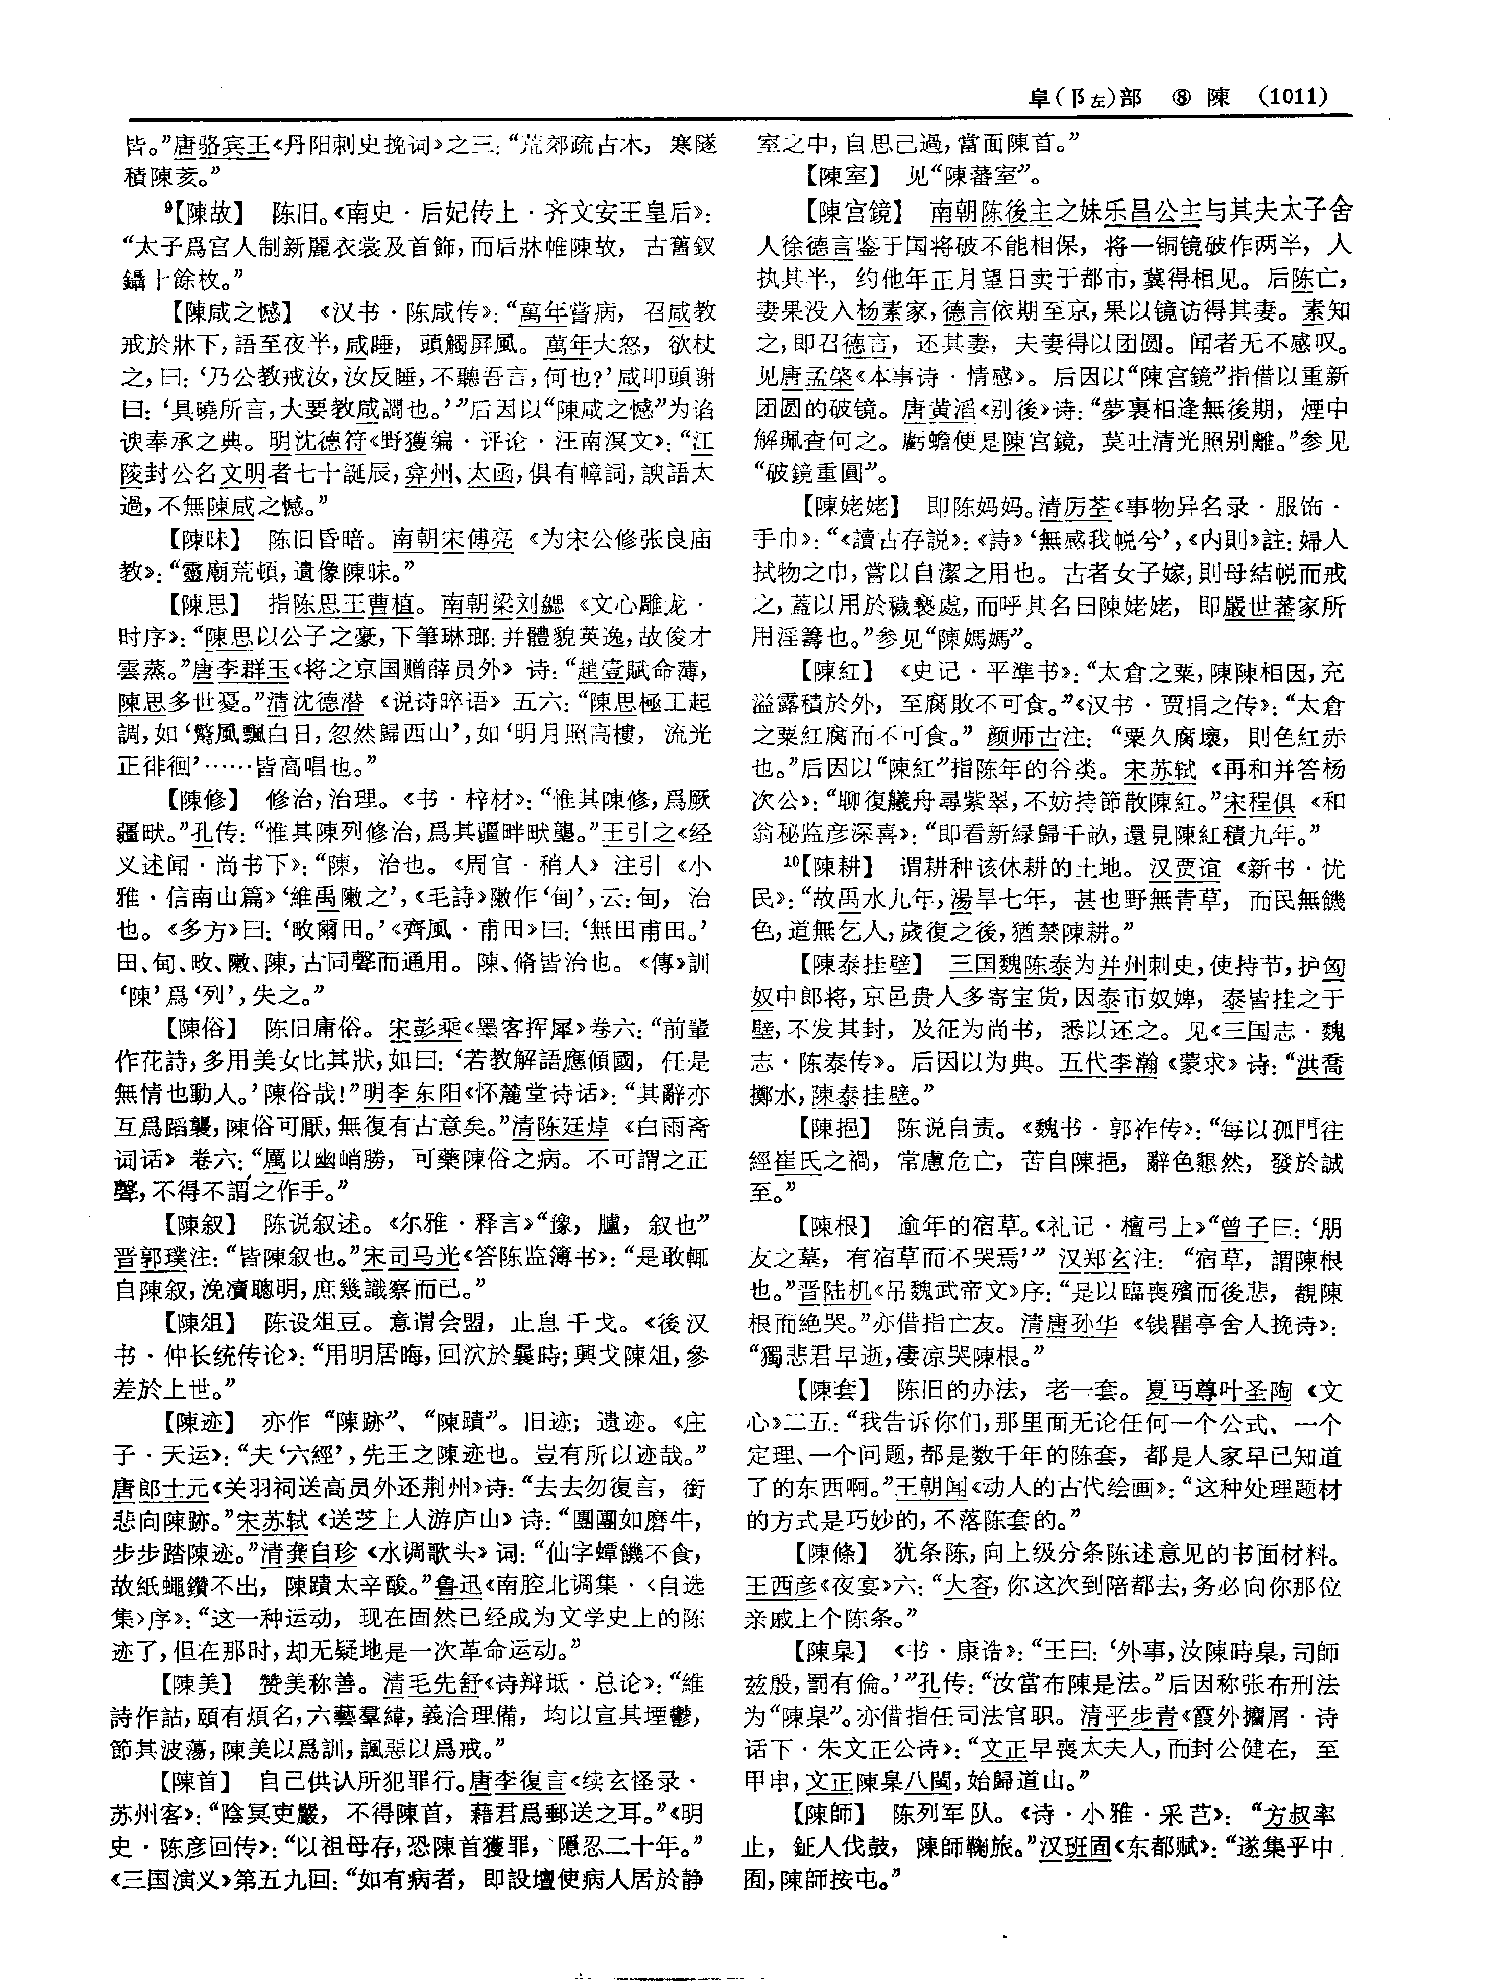 阜(阝左)部 ⑧ 陳 (1011)
皆。”唐骆宾王《丹阳刺史挽词》之三：“荒郊疏古木，寒隧
積陳荄。”
⁹【陳故】 陈旧。《南史·后妃传上·齐文安王皇后》：
“太子爲宫人制新麗衣裳及首飾，而后牀帷陳故，古舊釵
鑷十餘枚。”
【陳咸之憾】 《汉书·陈咸传》：“萬年嘗病，召咸教
戒於牀下，語至夜半，咸睡，頭觸屏風。萬年大怒，欲杖
之，曰：‘乃公教戒汝，汝反睡，不聽吾言，何也？’咸叩頭谢
曰：‘具曉所言，大要教咸讇也。’”后因以“陳咸之憾”为谄
谀奉承之典。明沈德符《野獲编·评论·汪南溟文》：“江
陵封公名文明者七十誕辰，弇州、太函，俱有幛詞，諛語太
過，不無陳咸之憾。”
【陳昧】 陈旧昏暗。南朝宋傅亮《为宋公修张良庙
教》：“靈廟荒頓，遺像陳昧。”
【陳思】 指陈思王曹植。南朝梁刘勰《文心雕龙·
时序》：“陳思以公子之豪，下筆琳瑯；并體貌英逸，故俊才
雲蒸。”唐李群玉《将之京国赠薛员外》诗：“趙壹賦命薄，
陳思多世憂。”清沈德潜《说诗晬语》五六：“陳思極工起
調，如‘驚風飄白日，忽然歸西山’，如‘明月照高樓，流光
正徘徊’……皆高唱也。”
【陳修】 修治，治理。《书·梓材》：“惟其陳修，爲厥
疆畎。”孔传：“惟其陳列修治，爲其疆畔畎壟。”王引之《经
义述闻·尚书下》：“陳，治也。《周官·稍人》注引《小
雅·信南山篇》‘維禹敶之’，《毛詩》敶作‘甸’，云：甸，治
也。《多方》曰：‘畋爾田。’《齊風·甫田》曰：‘無田甫田。’
田、甸、畋、敶、陳，古同聲而通用。陳、脩皆治也。《傳》訓
‘陳’爲‘列’，失之。”
【陳俗】 陈旧庸俗。宋彭乘《墨客挥犀》卷六：“前輩
作花詩，多用美女比其狀，如曰：‘若教解語應傾國，任是
無情也動人。’陳俗哉！”明李东阳《怀麓堂诗话》：“其辭亦
互爲蹈襲，陳俗可厭，無復有古意矣。”清陈廷焯《白雨斋
词话》卷六：“厲以幽峭勝，可藥陳俗之病。不可謂之正
聲，不得不謂之作手。”
【陳叙】 陈说叙述。《尔雅·释言》“豫，臚，叙也”
晋郭璞注：“皆陳叙也。”宋司马光《答陈监簿书》：“是敢輒
自陳叙，浼瀆聰明，庶幾識察而已。”
【陳俎】 陈设俎豆。意谓会盟，止息干戈。《後汉
书·仲长统传论》：“用明居晦，回泬於曩時；興戈陳俎，參
差於上世。”
【陳迹】 亦作“陳跡”、“陳蹟”。旧迹；遗迹。《庄
子·天运》：“夫‘六經’，先王之陳迹也。豈有所以迹哉。”
唐郎士元《关羽祠送高员外还荆州》诗：“去去勿復言，銜
悲向陳跡。”宋苏轼《送芝上人游庐山》诗：“團團如磨牛，
步步踏陳迹。”清龚自珍《水调歌头》词：“仙字蟫饑不食，
故紙蠅鑽不出，陳蹟太辛酸。”鲁迅《南腔北调集·〈自选
集〉序》：“这一种运动，现在固然已经成为文学史上的陈
迹了，但在那时，却无疑地是一次革命运动。”
【陳美】 赞美称善。清毛先舒《诗辩坻·总论》：“維
詩作詁，頤有煩名，六藝羣緯，義洽理備，均以宣其堙鬱，
節其波蕩，陳美以爲訓，諷惡以爲戒。”
【陳首】 自己供认所犯罪行。唐李復言《续玄怪录·
苏州客》：“陰冥吏嚴，不得陳首，藉君爲郵送之耳。”《明
史·陈彦回传》：“以祖母存，恐陳首獲罪，隱忍二十年。”
《三国演义》第五九回：“如有病者，即設壇使病人居於静
室之中，自思己過，當面陳首。”
【陳室】 见“陳蕃室”。
【陳宫镜】 南朝陈後主之妹乐昌公主与其夫太子舍
人徐德言鉴于国将破不能相保，将一铜镜破作两半，人
执其半，约他年正月望日卖于都市，冀得相见。后陈亡，
妻果没入杨素家，德言依期至京，果以镜访得其妻。素知
之，即召德言，还其妻，夫妻得以团圆。闻者无不感叹。
见唐孟棨《本事诗·情感》。后因以“陳宫镜”指借以重新
团圆的破镜。唐黄滔《别後》诗：“夢裏相逢無後期，煙中
解珮杳何之。虧蟾便是陳宫鏡，莫吐清光照别離。”参见
“破鏡重圓”。
【陳姥姥】 即陈妈妈。清厉荃《事物异名录·服饰·
手巾》：“《讀古存説》：《詩》‘無感我帨兮’，《内則》註：婦人
拭物之巾，嘗以自潔之用也。古者女子嫁，則母結帨而戒
之，蓋以用於穢褻處，而呼其名曰陳姥姥，即嚴世蕃家所
用淫籌也。”参见“陳媽媽”。
【陳紅】 《史记·平準书》：“太倉之粟，陳陳相因，充
溢露積於外，至腐敗不可食。”《汉书·贾捐之传》：“太倉
之粟紅腐而不可食。”颜师古注：“粟久腐壞，則色紅赤
也。”后因以“陳紅”指陈年的谷类。宋苏轼《再和并答杨
次公》：“聊復艤舟尋紫翠，不妨持節散陳紅。”宋程俱《和
翁秘监彦深喜》：“即看新緑歸千畝，還見陳紅積九年。”
¹⁰【陳耕】 谓耕种该休耕的土地。汉贾谊《新书·忧
民》：“故禹水九年，湯旱七年，甚也野無青草，而民無饑
色，道無乞人，歲復之後，猶禁陳耕。”
【陳泰挂壁】 三国魏陈泰为并州刺史，使持节，护匈
奴中郎将，京邑贵人多寄宝货，因泰市奴婢，泰皆挂之于
壁，不发其封，及征为尚书，悉以还之。见《三国志·魏
志·陈泰传》。后因以为典。五代李瀚《蒙求》诗：“洪喬
擲水，陳泰挂壁。”
【陳挹】 陈说自责。《魏书·郭祚传》：“每以孤門往
經崔氏之禍，常慮危亡，苦自陳挹，辭色懇然，發於誠
至。”
【陳根】 逾年的宿草。《礼记·檀弓上》“曾子曰：‘朋
友之墓，有宿草而不哭焉’” 汉郑玄注：“宿草，謂陳根
也。”晋陆机《吊魏武帝文》序：“是以臨喪殯而後悲，覩陳
根而絶哭。”亦借指亡友。清唐孙华《钱瞿亭舍人挽诗》：
“獨悲君早逝，凄凉哭陳根。”
【陳套】 陈旧的办法，老一套。夏丏尊叶圣陶《文
心》二五：“我告诉你们，那里面无论任何一个公式、一个
定理、一个问题，都是数千年的陈套，都是人家早已知道
了的东西啊。”王朝闻《动人的古代绘画》：“这种处理题材
的方式是巧妙的，不落陈套的。”
【陳條】 犹条陈，向上级分条陈述意见的书面材料。
王西彦《夜宴》六：“大容，你这次到陪都去，务必向你那位
亲戚上个陈条。”
【陳臬】 《书·康诰》：“王曰：‘外事，汝陳時臬，司師
兹殷，罰有倫。’”孔传：“汝當布陳是法。”后因称张布刑法
为“陳臬”。亦借指任司法官职。清平步青《霞外攟屑·诗
话下·朱文正公诗》：“文正早喪太夫人，而封公健在，至
甲申，文正陳臬八閩，始歸道山。”
【陳師】 陈列军队。《诗·小雅·采芑》：“方叔率
止，鉦人伐鼓，陳師鞠旅。”汉班固《东都赋》：“遂集乎中
囿，陳師按屯。”